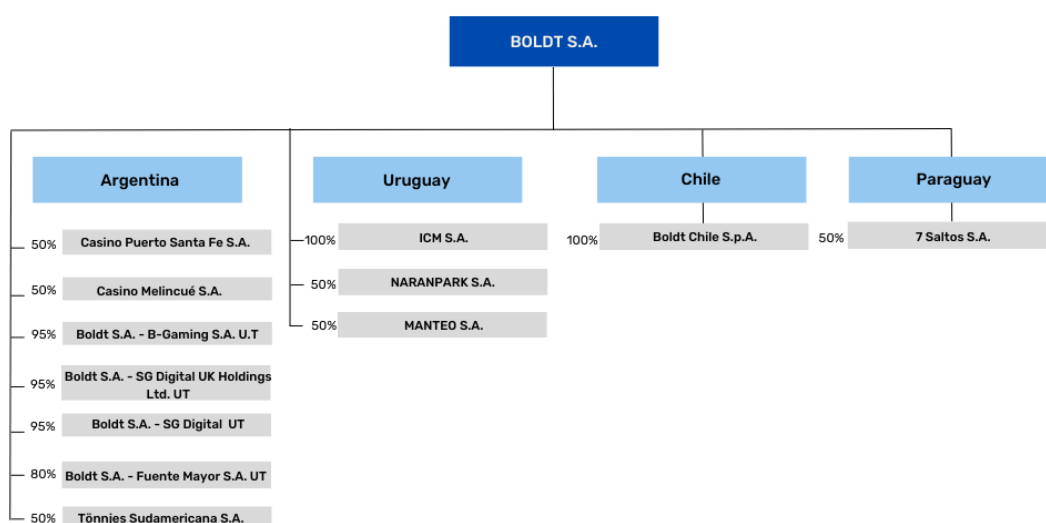 BOLDT S.A.
Argentina
50% Casino Puerto Santa Fe S.A.
50% Casino Melincué S.A.
95% Boldt S.A. - B-Gaming S.A. U.T
95% Boldt S.A. - SG Digital UK Holdings
Ltd. UT
95% Boldt S.A. - SG Digital UT
80% Boldt S.A. - Fuente Mayor S.A. UT
50% Tönnjes Sudamericana S.A.
Uruguay
100% ICM S.A.
50% NARANPARK S.A.
50% MANTEO S.A.
Chile
100% Boldt Chile S.p.A.
Paraguay
50% 7 Saltos S.A.